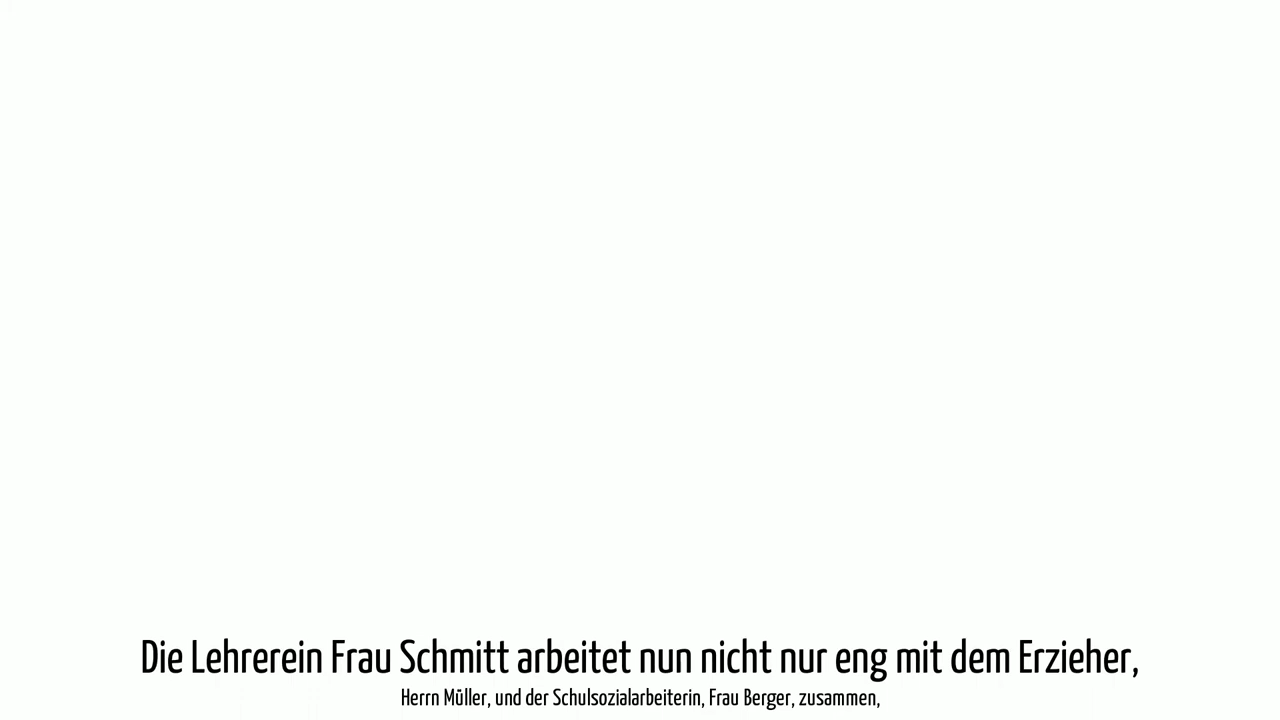 Die Lehrerein Frau Schmitt arbeitet nun nicht nur eng mit dem Erzieher,
Herrn Müller, und der Schulsozialarbeiterin, Frau Berger, zusammen,